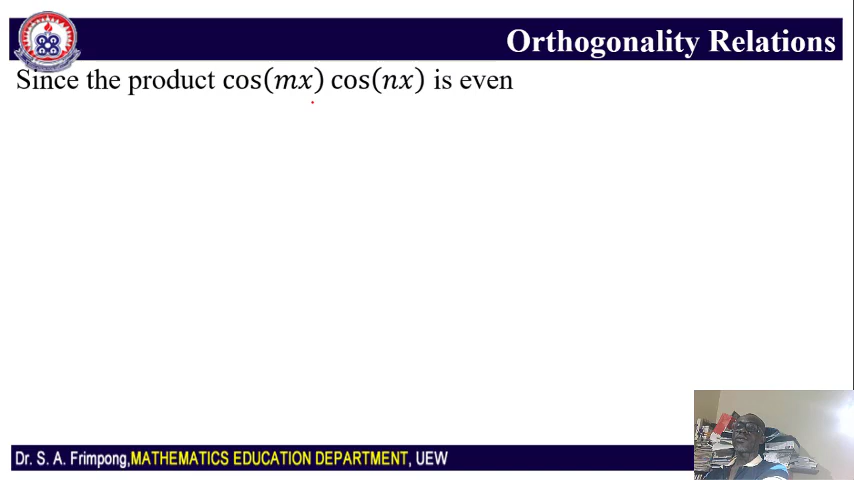 Orthogonality Relations
Since the product cos(mx) cos(nx) is even
Dr. S. A. Frimpong,MATHEMATICS EDUCATION DEPARTMENT, UEW